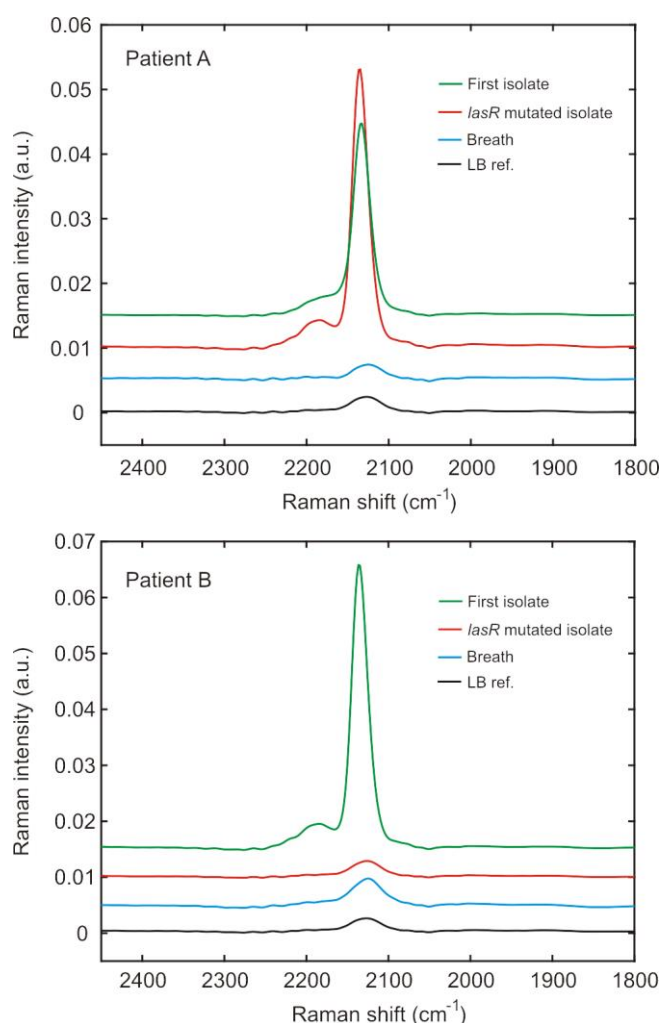 Patient A
First isolate
lasR mutated isolate
Breath
LB ref.
Raman intensity (a.u.)
0.06
0.05
0.04
0.03
0.02
0.01
0
2400 2300 2200 2100 2000 1900 1800
Raman shift (cm-1)
Patient B
First isolate
lasR mutated isolate
Breath
LB ref.
Raman intensity (a.u.)
0.07
0.06
0.05
0.04
0.03
0.02
0.01
0
2400 2300 2200 2100 2000 1900 1800
Raman shift (cm-1)